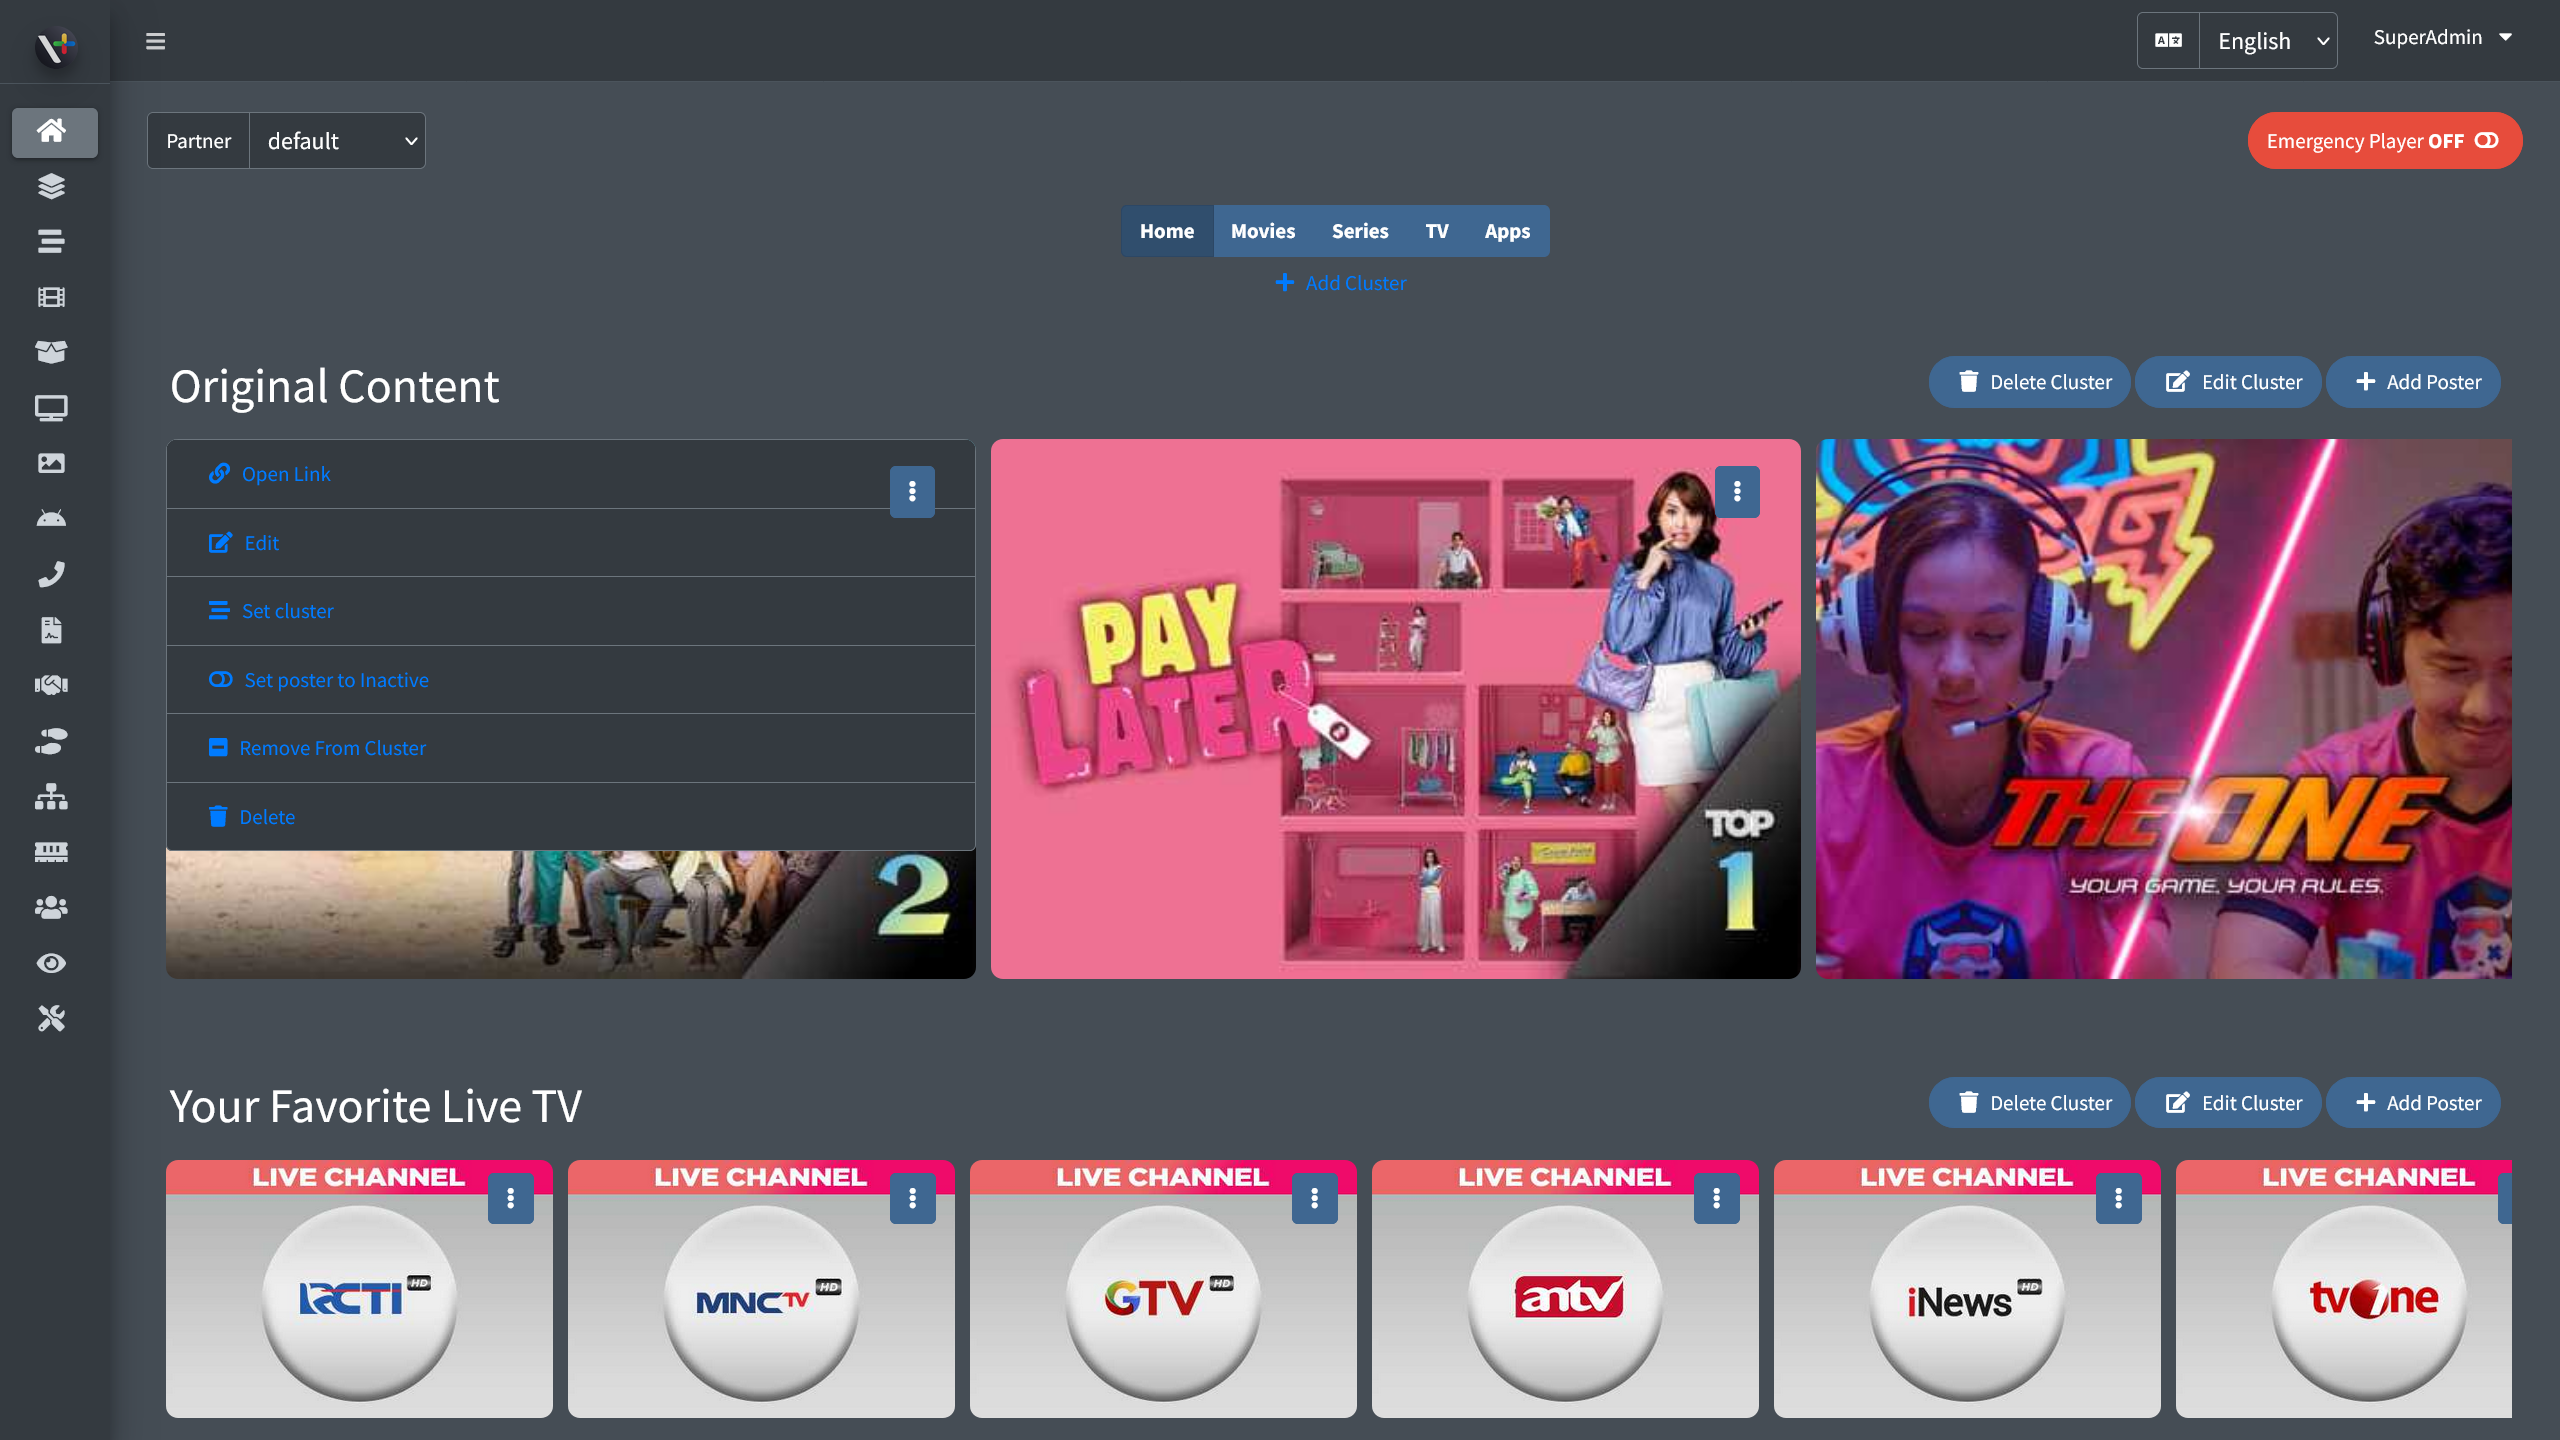 English
SuperAdmin
Partner
default
Emergency Player OFF
Home
Movies
Series
TV
Apps
Add Cluster
Original Content
Delete Cluster
Edit Cluster
Add Poster
Open Link
Edit
Set cluster
Set poster to Inactive
Remove From Cluster
Delete
2
PAY
LATER
TOP
1
THE ONE
YOUR GAME. YOUR RULES.
Your Favorite Live TV
Delete Cluster
Edit Cluster
Add Poster
LIVE CHANNEL
LIVE CHANNEL
LIVE CHANNEL
LIVE CHANNEL
LIVE CHANNEL
LIVE CHANNEL
RCTI HD
MNCTV HD
GTV HD
antv
iNews HD
tvOne